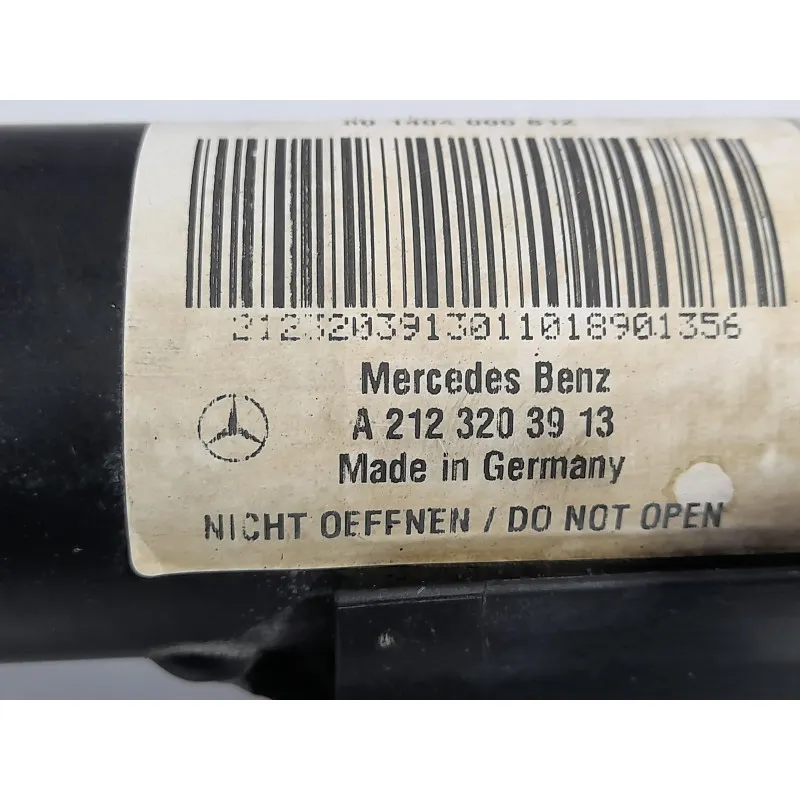 2123203913011018901356
Mercedes Benz
A 212 320 39 13
Made in Germany
NICHT OEFFNEN / DO NOT OPEN